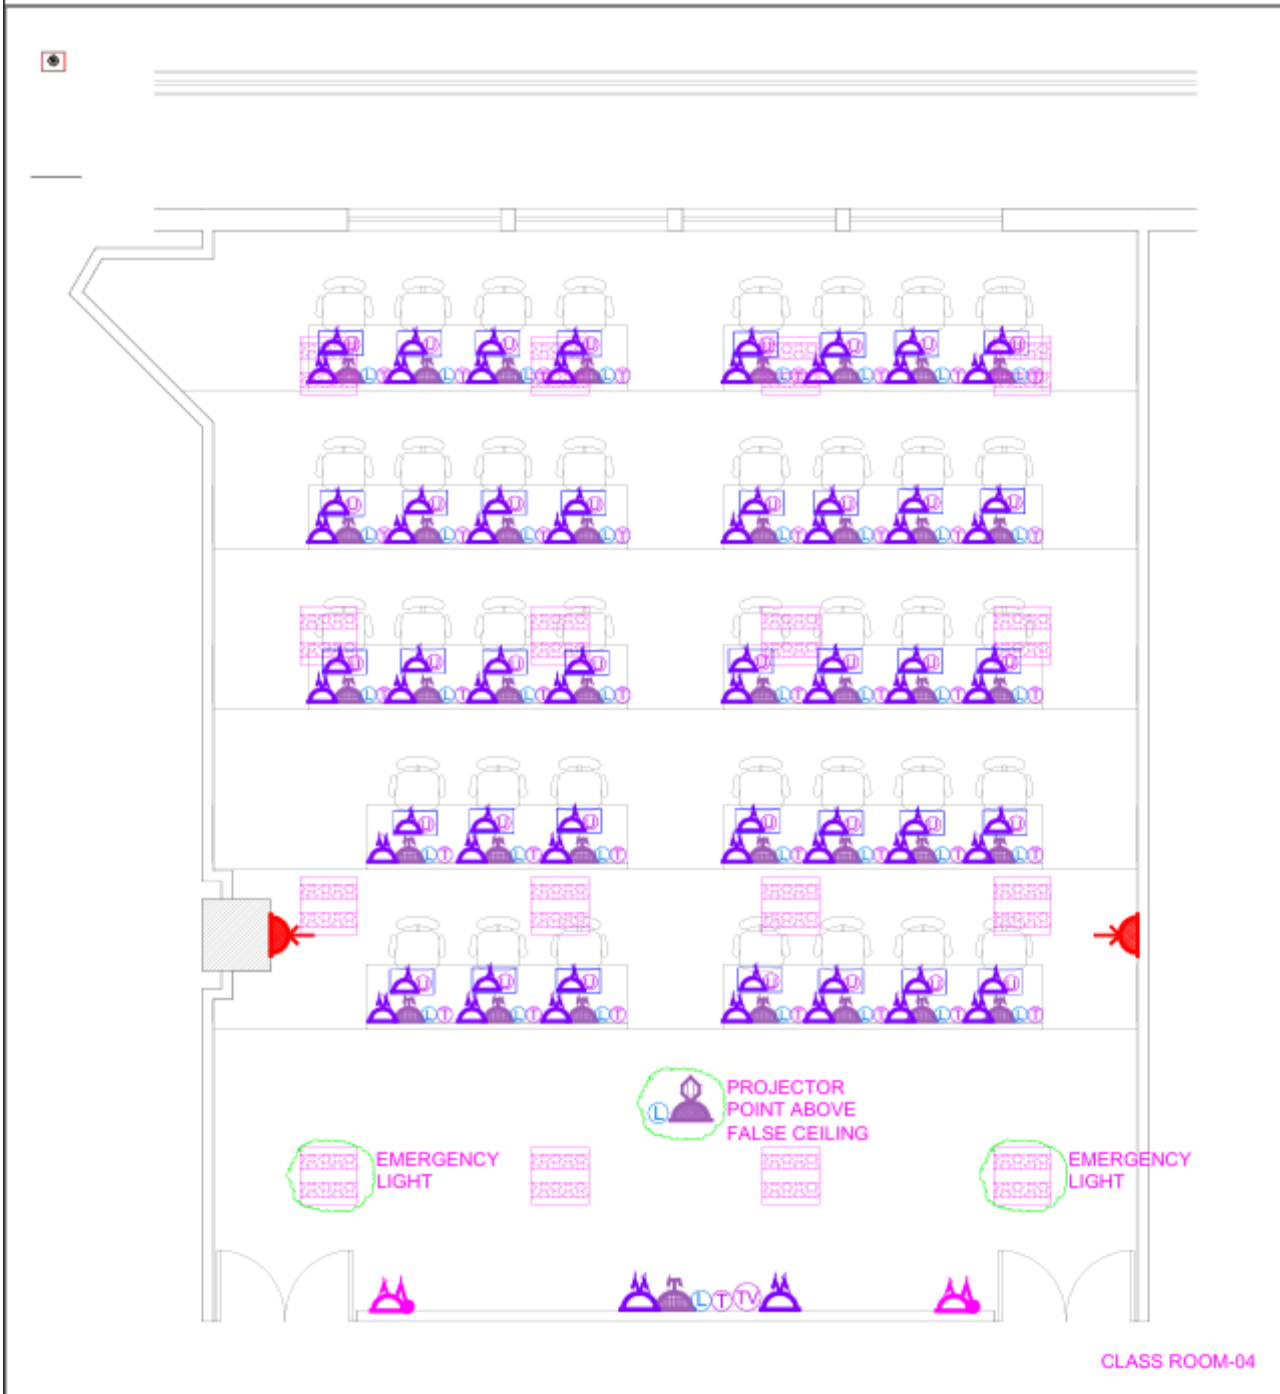 U U U U U U U U
L T L T L T L T L T L T L T L T
U U U U U U U U
L T L T L T L T L T L T L T L T
U U U U U U U U
L T L T L T L T L T L T L T L T
U U U U U U U
L T L T L T L T L T L T L T
U U U U U U U
L T L T L T L T L T L T L T
PROJECTOR
L POINT ABOVE
FALSE CEILING
EMERGENCY
LIGHT
EMERGENCY
LIGHT
L T TV
CLASS ROOM-04